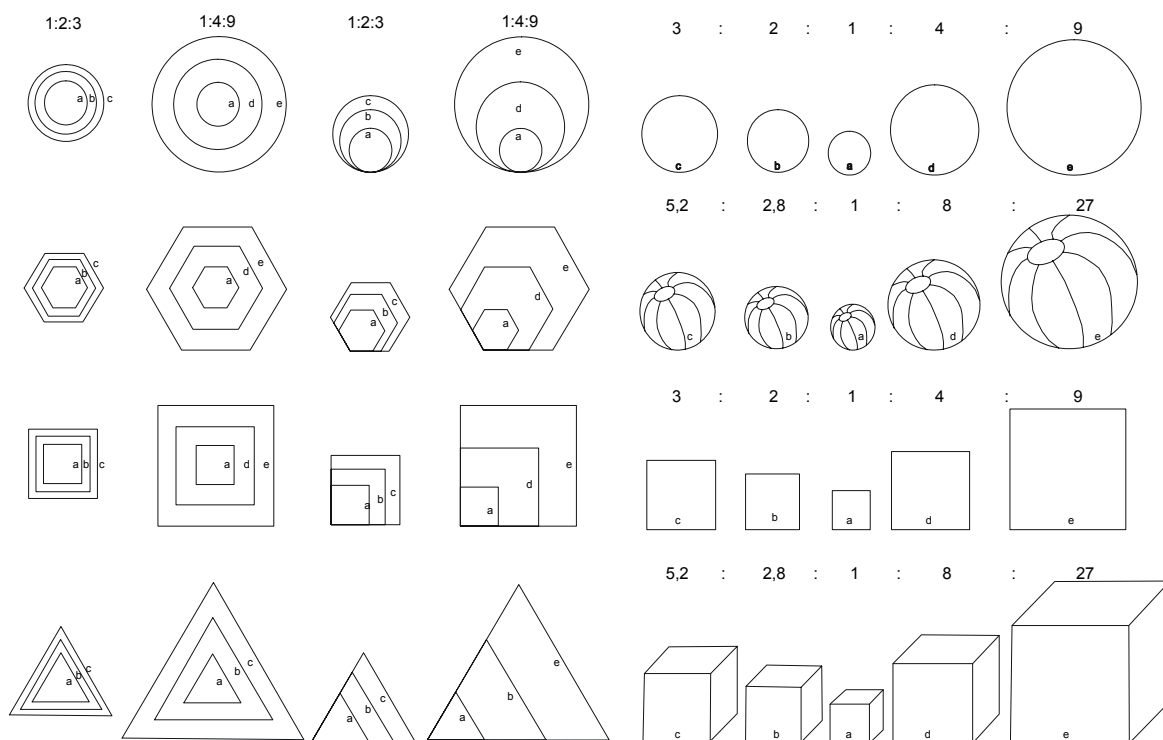 1:2:3 1:4:9 1:2:3 1:4:9 3 : 2 : 1 : 4 : 9
a b c a d e c b a e d a c b a d e
5,2 : 2,8 : 1 : 8 : 27
c b a e d a c b a e d a c b a d e
3 : 2 : 1 : 4 : 9
a b c a d e c b a e d a c b a d e
5,2 : 2,8 : 1 : 8 : 27
c b a c b a c b a e b a c b a d e